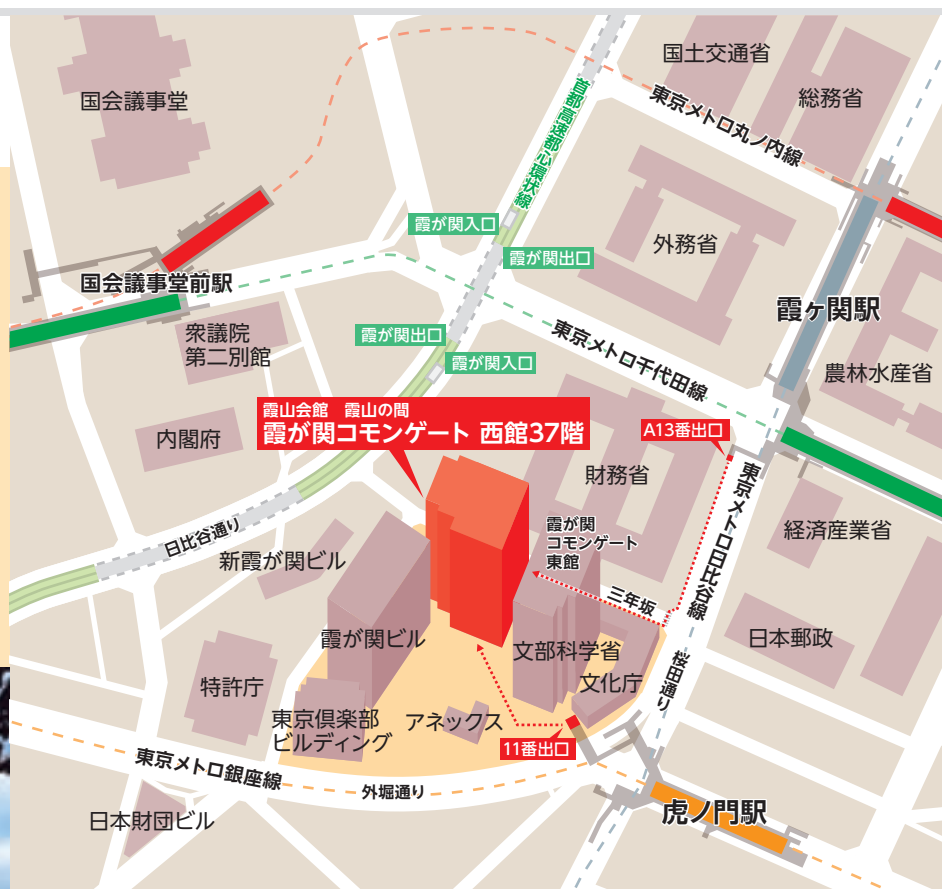 国会議事堂
国土交通省
総務省
東京メトロ丸ノ内線
首都高速都心環状線
霞が関入口
霞が関出口
外務省
国会議事堂前駅
霞ヶ関駅
衆議院
第二別館
霞が関出口
霞が関入口
東京メトロ千代田線
農林水産省
内閣府
霞山会館 霞山の間
霞が関コモンゲート 西館37階
A13番出口
財務省
東京メトロ日比谷線
経済産業省
日比谷通り
新霞が関ビル
霞が関
コモンゲート
東館
三年坂
霞が関ビル
文部科学省
文化庁
日本郵政
桜田通り
特許庁
東京倶楽部
ビルディング
アネックス
11番出口
東京メトロ銀座線
外堀通り
虎ノ門駅
日本財団ビル